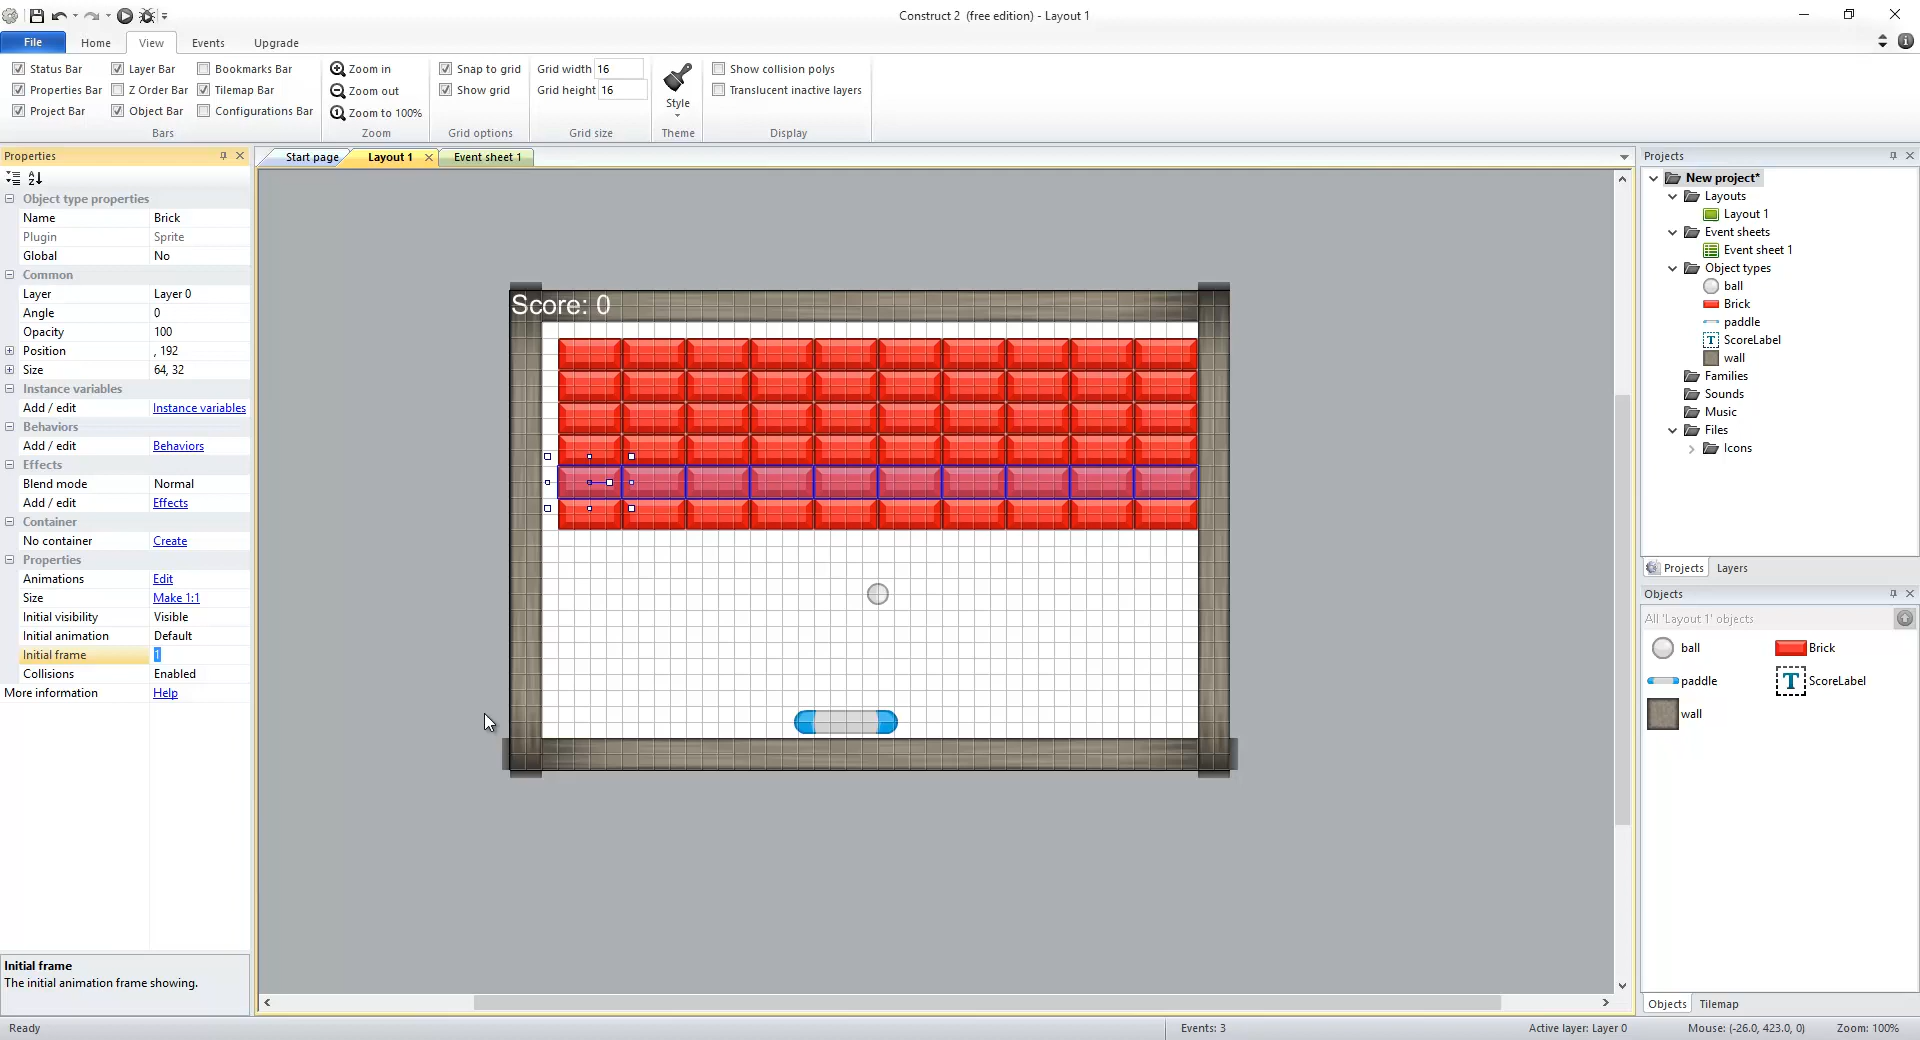 Construct 2  (free edition) - Layout 1
File Home View Events Upgrade
Status Bar Layer Bar Bookmarks Bar Zoom in Snap to grid Grid width 16 Show collision polys
Properties Bar Z Order Bar Tilemap Bar Zoom out Show grid Grid height 16 Translucent inactive layers
Project Bar Object Bar Configurations Bar Zoom to 100% Style
Bars Zoom Grid options Grid size Theme Display
Properties
Object type properties
Name Brick
Plugin Sprite
Global No
Common
Layer Layer 0
Angle 0
Opacity 100
Position , 192
Size 64, 32
Instance variables
Add / edit Instance variables
Behaviors
Add / edit Behaviors
Effects
Blend mode Normal
Add / edit Effects
Container
No container Create
Properties
Animations Edit
Size Make 1:1
Initial visibility Visible
Initial animation Default
Initial frame 1
Collisions Enabled
More information Help
Initial frame
The initial animation frame showing.
Start page Layout 1 Event sheet 1
Score: 0
Projects
New project*
Layouts
Layout 1
Event sheets
Event sheet 1
Object types
ball
Brick
paddle
T ScoreLabel
wall
Families
Sounds
Music
Files
Icons
Projects Layers
Objects
All 'Layout 1' objects
ball Brick
paddle T ScoreLabel
wall
Objects Tilemap
Ready Events: 3 Active layer: Layer 0 Mouse: (-26.0, 423.0, 0) Zoom: 100%